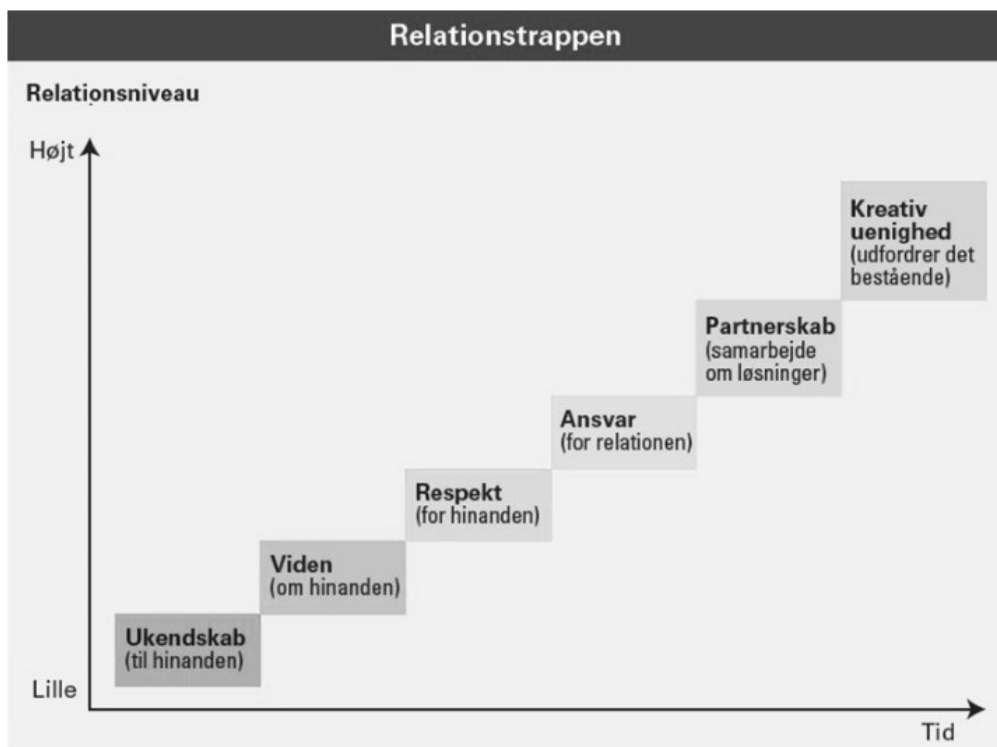 Relationstrappen
Relationsniveau
Højt
Kreativ
uenighed
(udfordrer det
bestående)
Partnerskab
(samarbejde
om løsninger)
Ansvar
(for relationen)
Respekt
(for hinanden)
Viden
(om hinanden)
Ukendskab
(til hinanden)
Lille
Tid